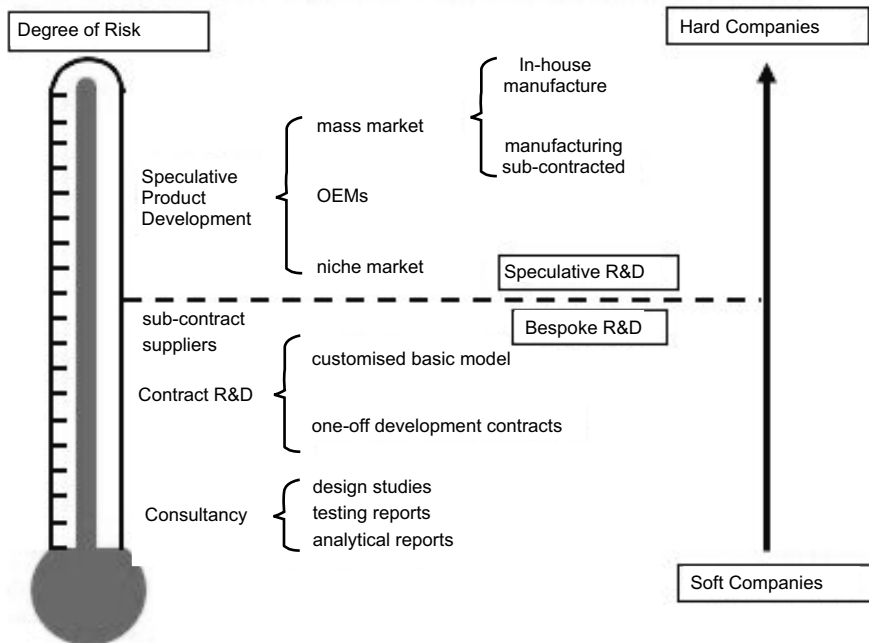 Degree of Risk
Hard Companies
In-house
manufacture
mass market
manufacturing
sub-contracted
Speculative
Product
Development
OEMs
niche market
Speculative R&D
sub-contract
suppliers
Bespoke R&D
customised basic model
Contract R&D
one-off development contracts
design studies
Consultancy
testing reports
analytical reports
Soft Companies